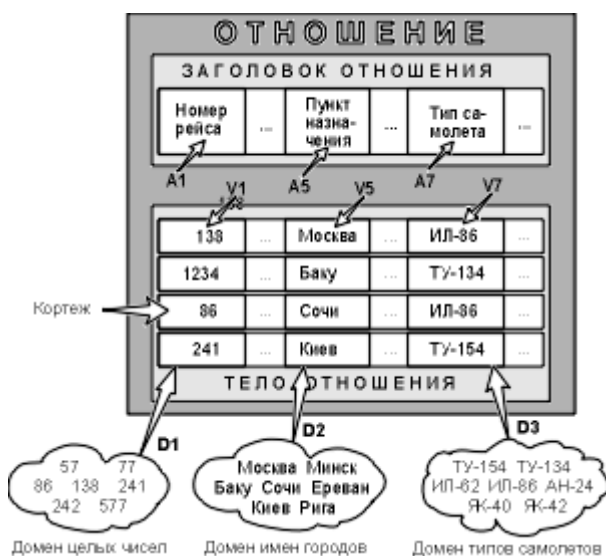 ОТНОШЕНИЕ
ЗАГОЛОВОК ОТНОШЕНИЯ
Номер рейса ... Пункт назна- чения ... Тип са- молета ...
A1 V1 A5 V5 A7 V7
138 ... Москва ... ИЛ-86 ...
1234 ... Баку ... ТУ-134 ...
Кортеж 86 ... Сочи ... ИЛ-86 ...
241 ... Киев ... ТУ-154 ...
ТЕЛО ОТНОШЕНИЯ
D1 D2 D3
57 77
86 138 241
242 577
Москва Минск
Баку Сочи Ереван
Киев Рига
ТУ-154 ТУ-134
ИЛ-62 ИЛ-86 АН-24
ЯК-40 ЯК-42
Домен целых чисел Домен имен городов Домен типов самолетов